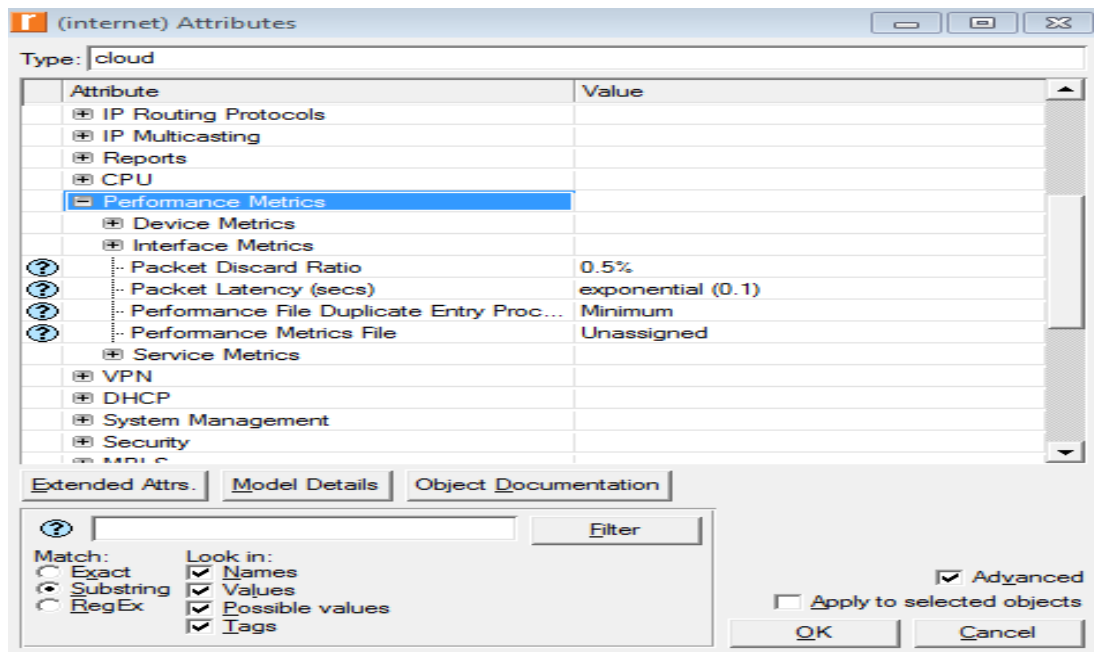 (internet) Attributes
Type: cloud
Attribute Value
IP Routing Protocols
IP Multicasting
Reports
CPU
Performance Metrics
Device Metrics
Interface Metrics
Packet Discard Ratio 0.5%
Packet Latency (secs) exponential (0.1)
Performance File Duplicate Entry Proc... Minimum
Performance Metrics File Unassigned
Service Metrics
VPN
DHCP
System Management
Security
MPLS
Extended Attrs. Model Details Object Documentation
Filter
Match: Look in:
Exact Names
Substring Values
RegEx Possible values
Tags
Advanced
Apply to selected objects
OK Cancel